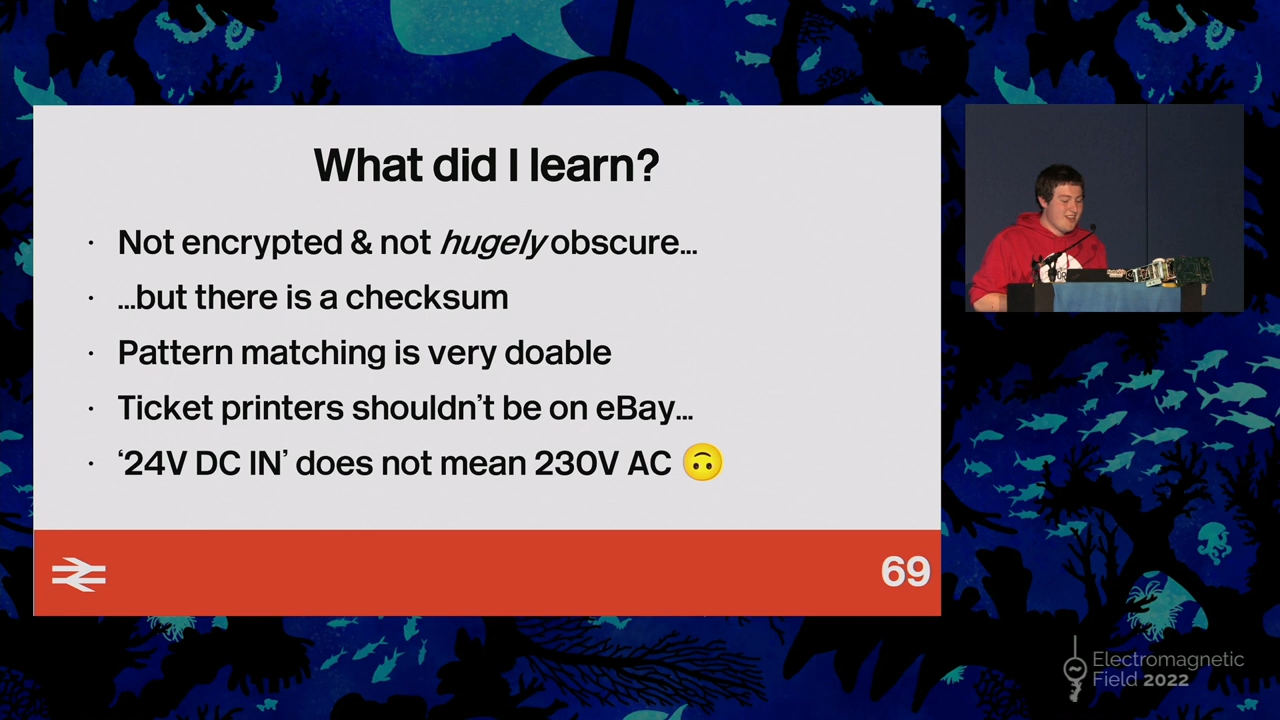 What did I learn?
· Not encrypted & not hugely obscure...
· ...but there is a checksum
· Pattern matching is very doable
· Ticket printers shouldn’t be on eBay...
· ‘24V DC IN’ does not mean 230V AC 🙃
69
Electromagnetic
Field 2022